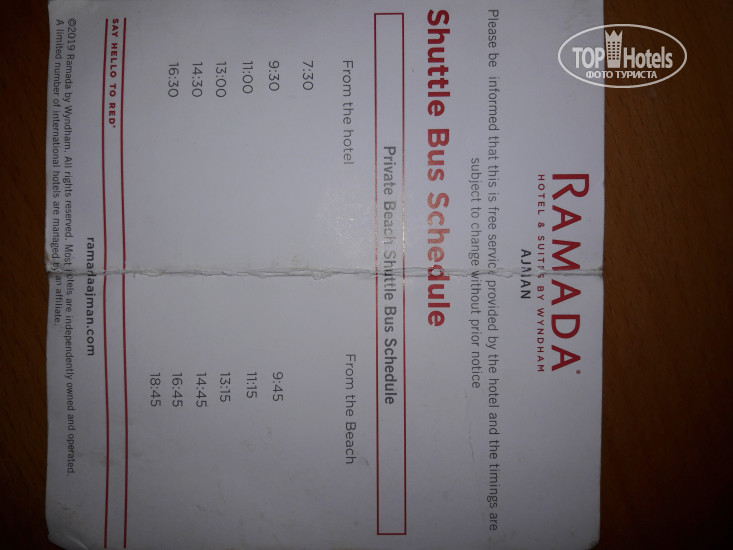 RAMADA®
HOTEL & SUITES BY WYNDHAM
AJMAN
Please be informed that this is free service provided by the hotel and the timings are
subject to change without prior notice
Shuttle Bus Schedule
Private Beach Shuttle Bus Schedule
From the hotel From the Beach
7:30
9:30 9:45
11:00 11:15
13:00 13:15
14:30 14:45
16:30 16:45
18:45
SAY HELLO TO RED®
ramadaajman.com
©2019 Ramada by Wyndham. All rights reserved. Most hotels are independently owned and operated.
A limited number of international hotels are managed by an affiliate.
TOP Hotels
ФОТО ТУРИСТА